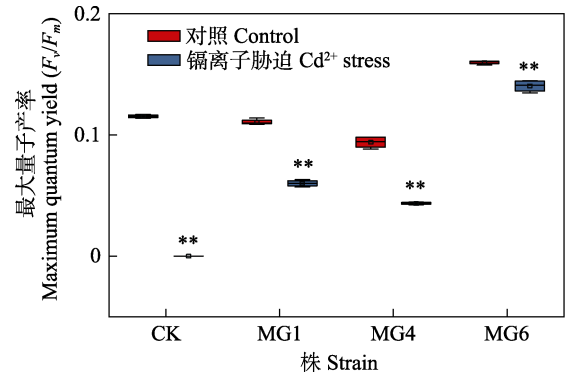 最大量子产率
Maximum quantum yield (Fv/Fm)
0.2
0.1
0
对照 Control
镉离子胁迫 Cd²⁺ stress
**
**
**
**
CK
MG1
MG4
MG6
株 Strain